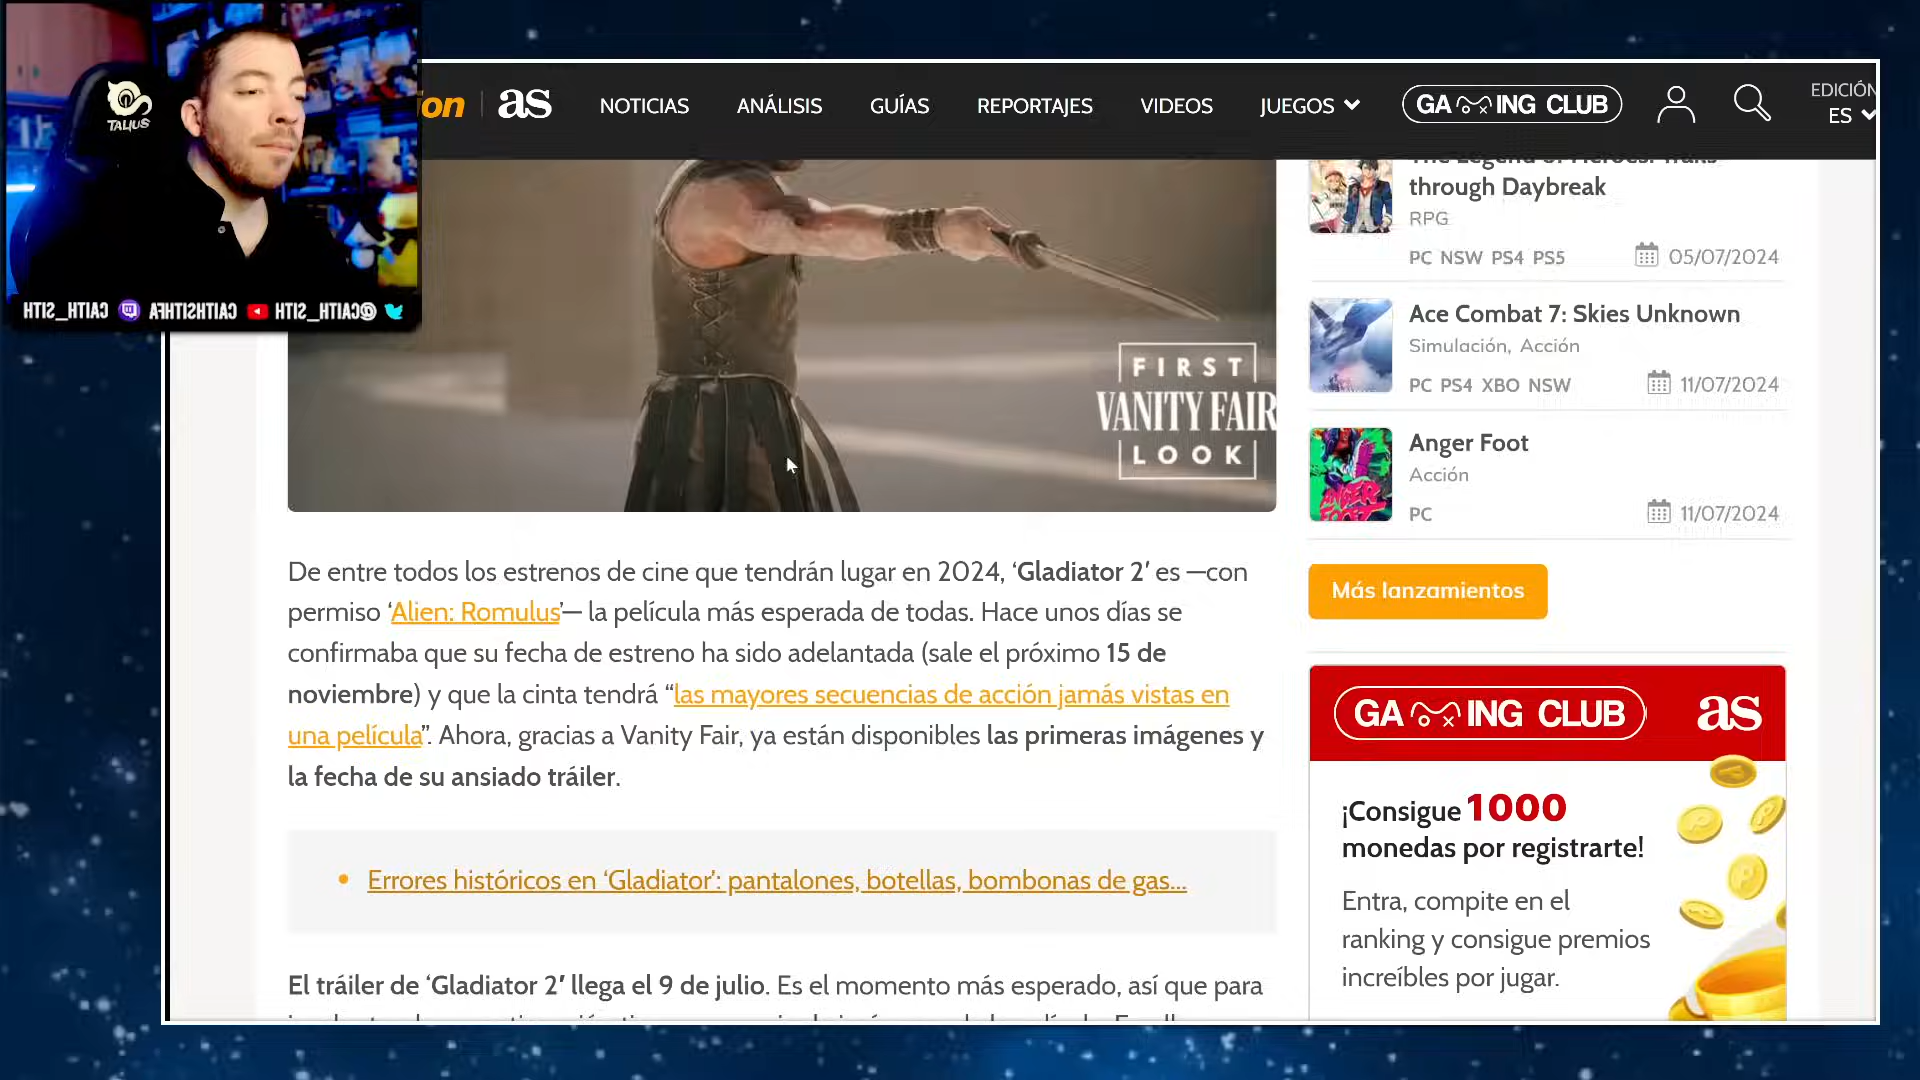 TALIUS
CAITH_SITH
CAITHSITHFA
@CAITH_SITH
ion
as
NOTICIAS
ANÁLISIS
GUÍAS
REPORTAJES
VIDEOS
JUEGOS
GAMING CLUB
EDICIÓN
ES
FIRST
VANITY FAIR
LOOK
The Legend of Heroes: Trails
through Daybreak
RPG
PC NSW PS4 PS5
05/07/2024
Ace Combat 7: Skies Unknown
Simulación, Acción
PC PS4 XBO NSW
11/07/2024
ANGER
FOOT
Anger Foot
Acción
PC
11/07/2024
Más lanzamientos
De entre todos los estrenos de cine que tendrán lugar en 2024, ‘Gladiator 2’ es —con
permiso ‘Alien: Romulus’— la película más esperada de todas. Hace unos días se
confirmaba que su fecha de estreno ha sido adelantada (sale el próximo 15 de
noviembre) y que la cinta tendrá “las mayores secuencias de acción jamás vistas en
una película”. Ahora, gracias a Vanity Fair, ya están disponibles las primeras imágenes y
la fecha de su ansiado tráiler.
Errores históricos en ‘Gladiator’: pantalones, botellas, bombonas de gas...
El tráiler de ‘Gladiator 2’ llega el 9 de julio. Es el momento más esperado, así que para
GAMING CLUB
as
¡Consigue 1000
monedas por registrarte!
Entra, compite en el
ranking y consigue premios
increíbles por jugar.